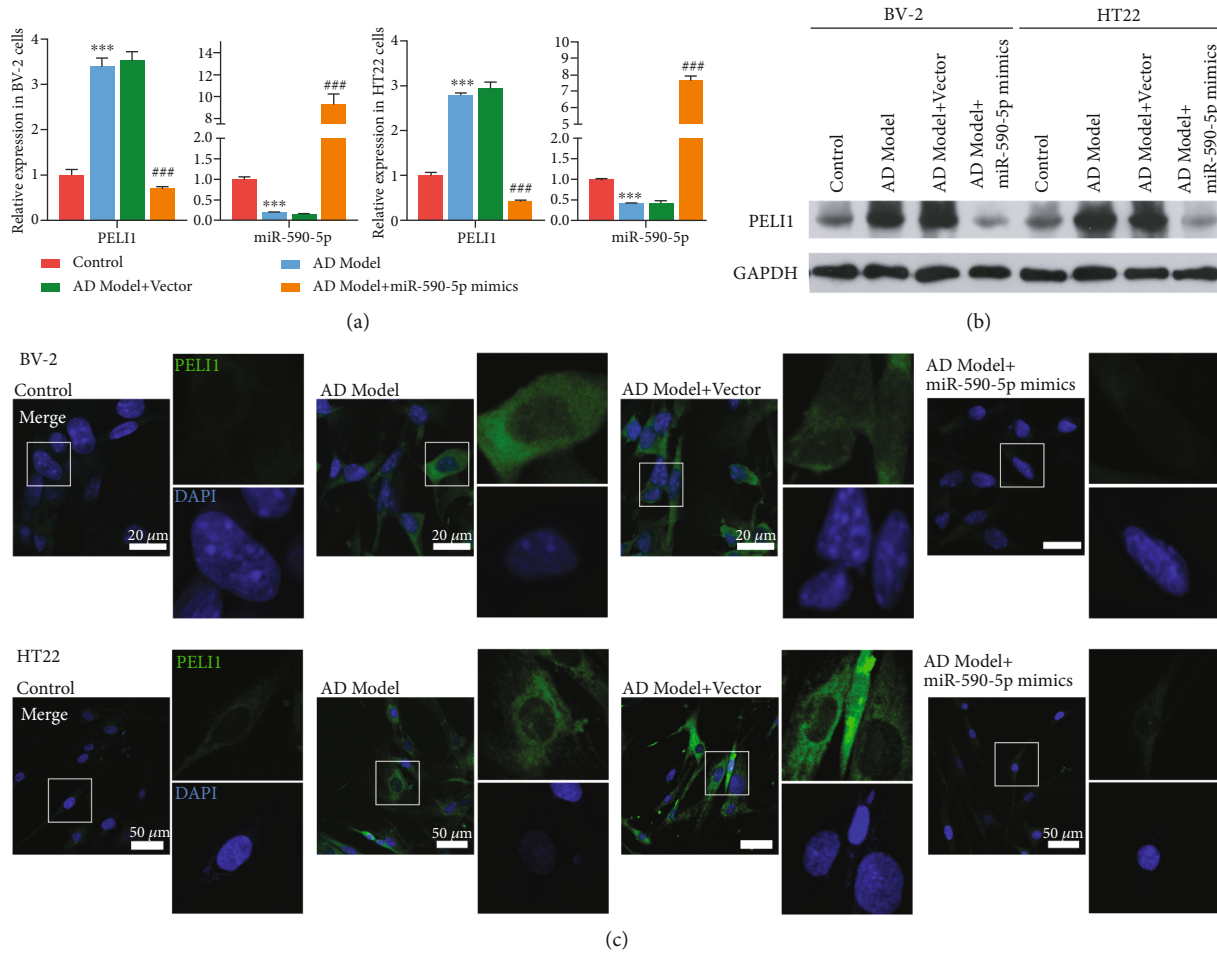 Relative expression in BV-2 cells
6
4
2
0
***
###
PELI1
14
12
10
8
6
2.0
1.5
1.0
0.5
0.0
***
###
miR-590-5p
Relative expression in HT22 cells
4
3
2
1
0
***
###
PELI1
10
9
8
7
6
5
2.0
1.5
1.0
0.5
0.0
***
###
miR-590-5p
Control
AD Model
AD Model+Vector
AD Model+miR-590-5p mimics
(a)
BV-2
HT22
Control
AD Model
AD Model+Vector
AD Model+
miR-590-5p mimics
Control
AD Model
AD Model+Vector
AD Model+
miR-590-5p mimics
PELI1
GAPDH
(b)
BV-2
Control
Merge
20 µm
PELI1
DAPI
AD Model
20 µm
AD Model+Vector
20 µm
AD Model+
miR-590-5p mimics
HT22
Control
Merge
50 µm
PELI1
DAPI
AD Model
50 µm
AD Model+Vector
AD Model+
miR-590-5p mimics
50 µm
(c)